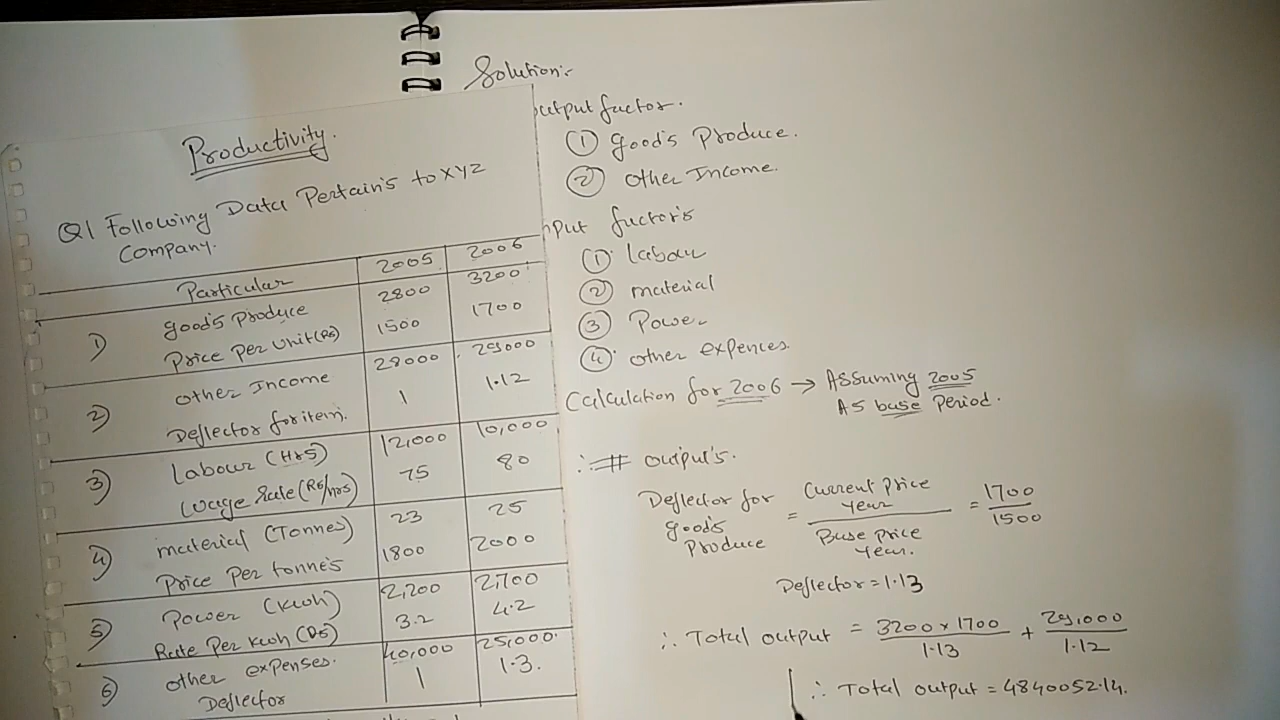 Productivity.
Q1 Following Data Pertain's to XYZ
Company.
Particular 2005 2006
1) good's produce 2800 3200
Price Per Unit(Rs) 1500 1700
2) other Income 28000 29000
Deflector for item. 1 1.12
3) Labour (Hrs) 12,000 10,000
wage Rate (Rs/hrs) 75 80
4) material (Tonnes) 23 25
Price Per tonne's 1800 2000
5) Power (Kwh) 2,200 2,700
Rate Per Kwh (Rs) 3.2 4.2
6) other expenses. 40,000 25,000.
Deflector 1 1.3.
Solution:-
output factor.
① good's Produce.
② other Income.
nput factor's
① labour
② material
③ Power
④ other expences.
Calculation for 2006 → Assuming 2005
AS base Period.
∴ # output's.
Deflector for good's Produce = Current price year / Base price year. = 1700 / 1500
Deflector = 1.13
∴ Total output = 3200 x 1700 / 1.13 + 29,000 / 1.12
∴ Total output = 4840052.14.